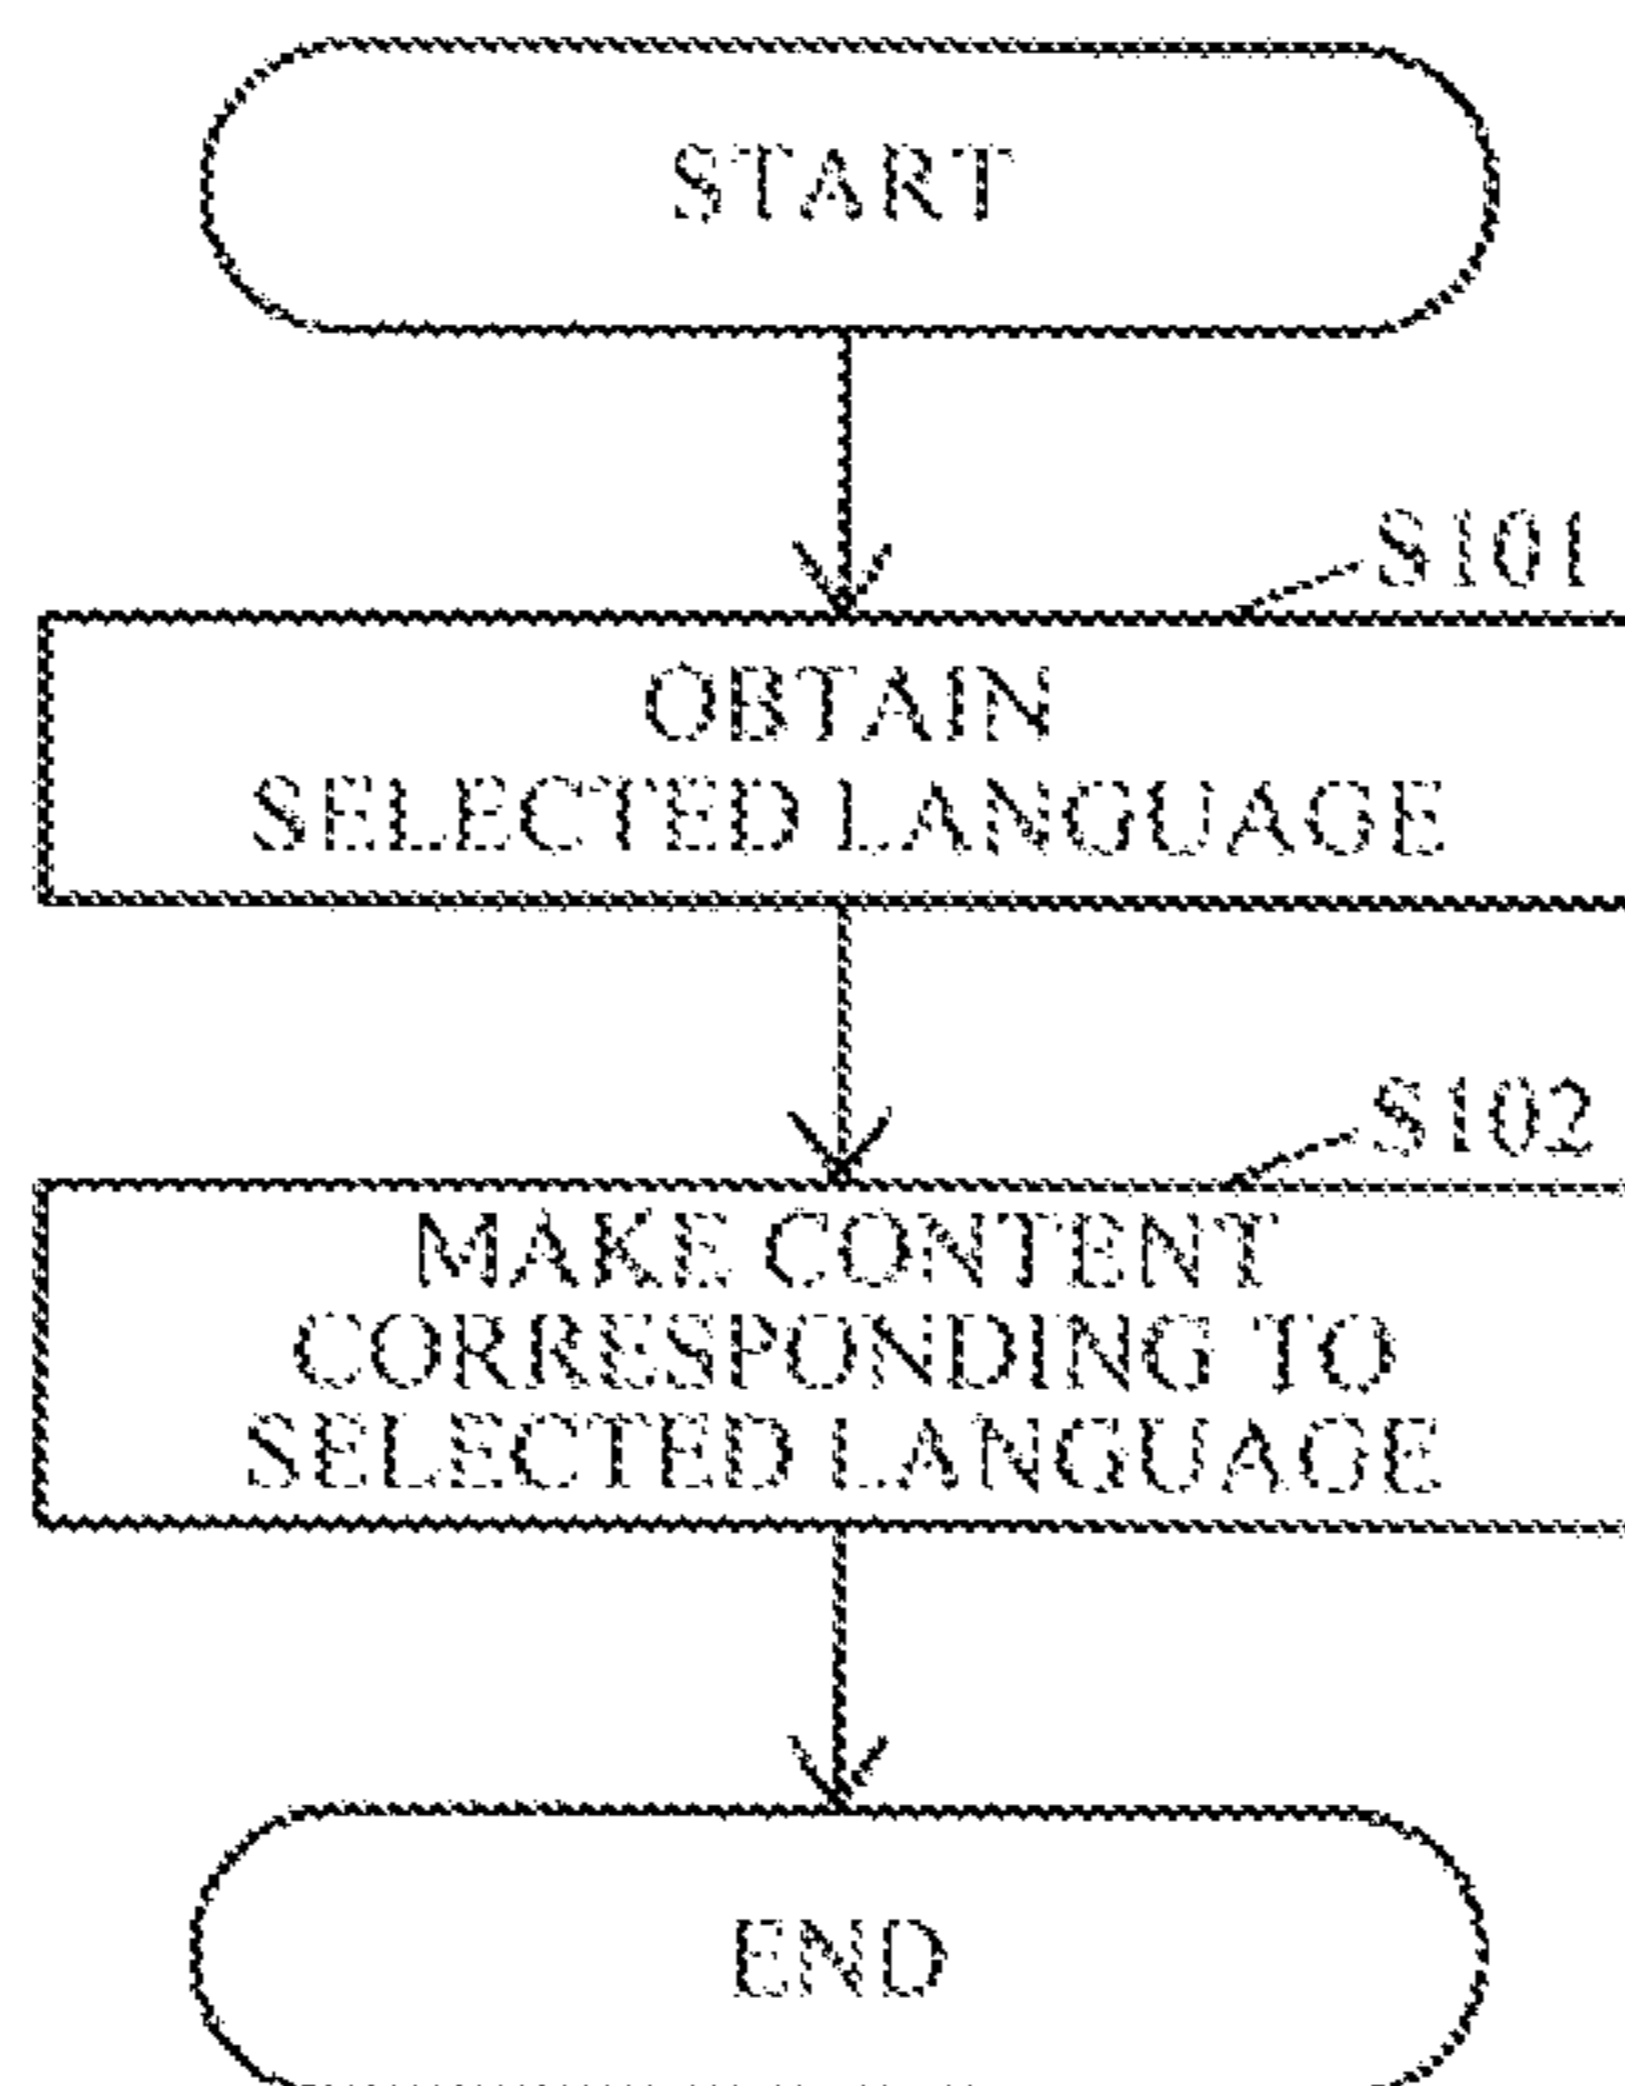 START
S101
OBTAIN
SELECTED LANGUAGE
S102
MAKE CONTENT
CORRESPONDING TO
SELECTED LANGUAGE
END